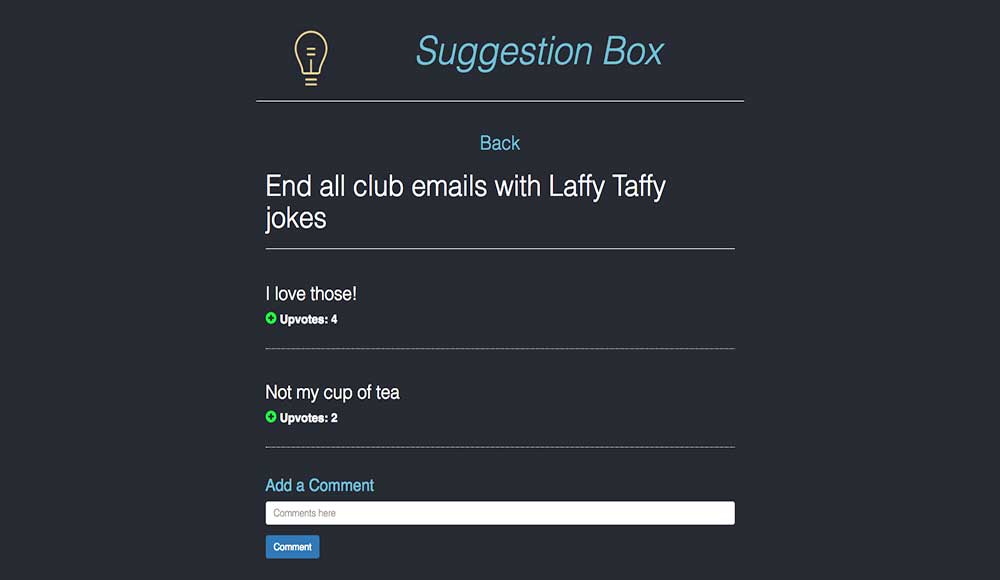 Suggestion Box
Back
End all club emails with Laffy Taffy
jokes
I love those!
Upvotes: 4
Not my cup of tea
Upvotes: 2
Add a Comment
Comments here
Comment